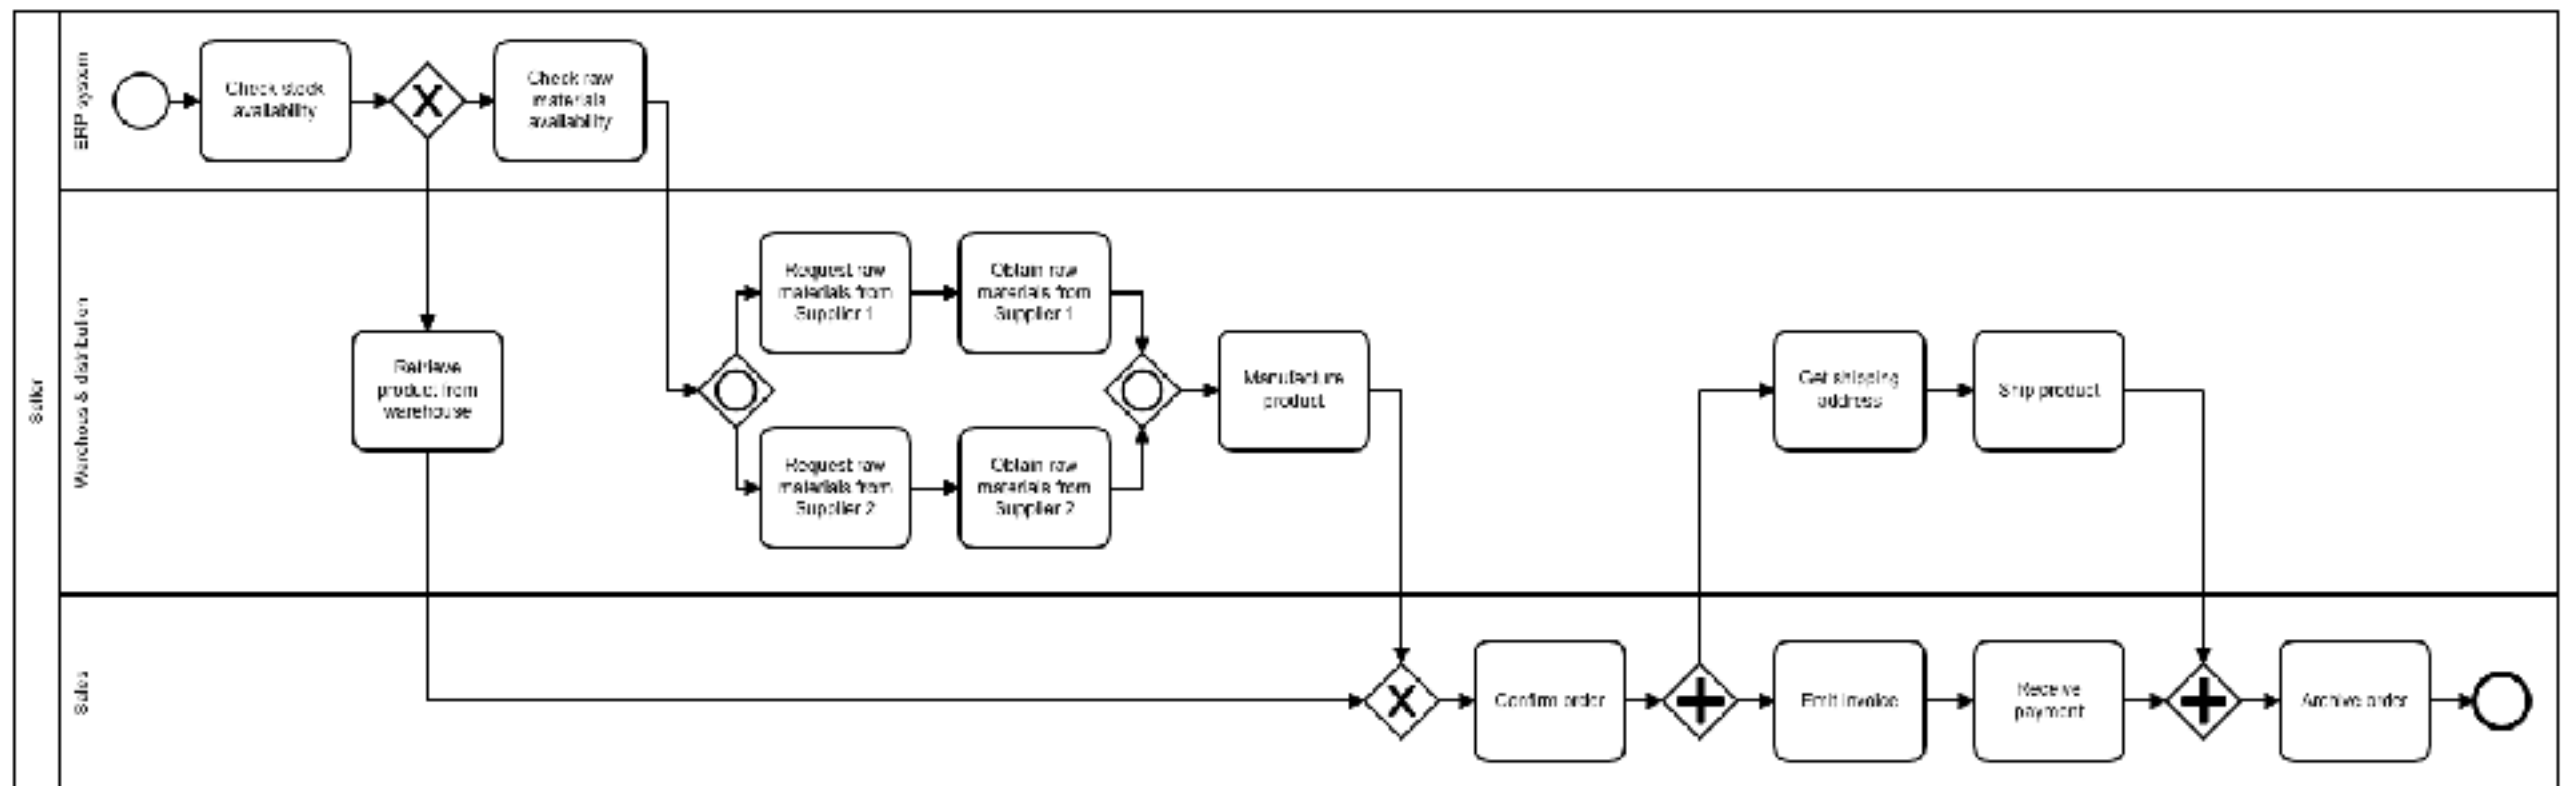 Seller
ERP system
Check stock
availability
Check raw
materials
availability
Warehouse & distribution
Retrieve
product from
warehouse
Request raw
materials from
Supplier 1
Obtain raw
materials from
Supplier 1
Request raw
materials from
Supplier 2
Obtain raw
materials from
Supplier 2
Manufacture
product
Get shipping
address
Ship product
Sales
Confirm order
Emit invoice
Receive
payment
Archive order